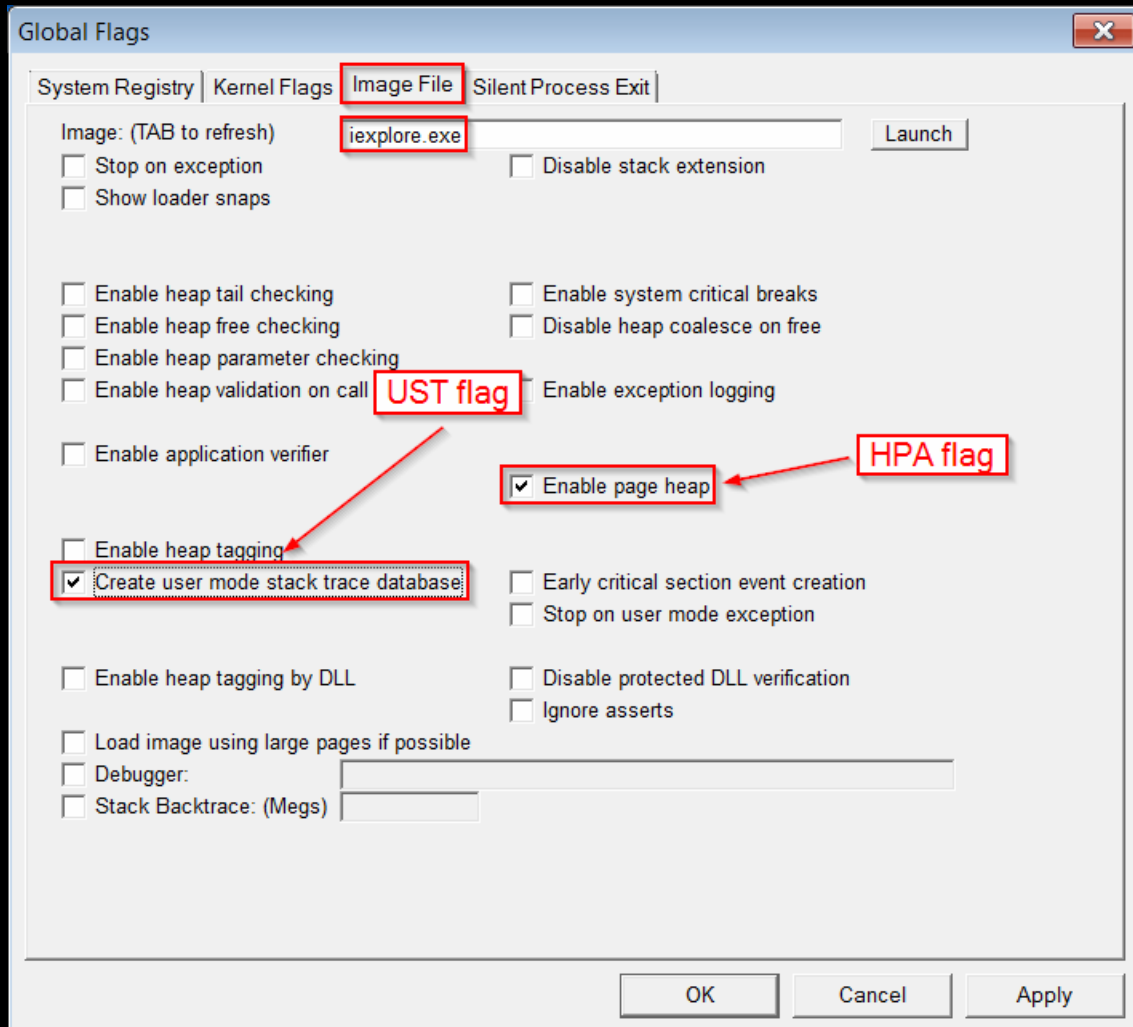 Global Flags
System Registry Kernel Flags Image File Silent Process Exit
Image: (TAB to refresh) iexplore.exe Launch
Stop on exception Disable stack extension
Show loader snaps
Enable heap tail checking Enable system critical breaks
Enable heap free checking Disable heap coalesce on free
Enable heap parameter checking
Enable heap validation on call UST flag Enable exception logging
Enable application verifier HPA flag
Enable page heap
Enable heap tagging
Create user mode stack trace database Early critical section event creation
Stop on user mode exception
Enable heap tagging by DLL Disable protected DLL verification
Ignore asserts
Load image using large pages if possible
Debugger:
Stack Backtrace: (Megs)
OK Cancel Apply